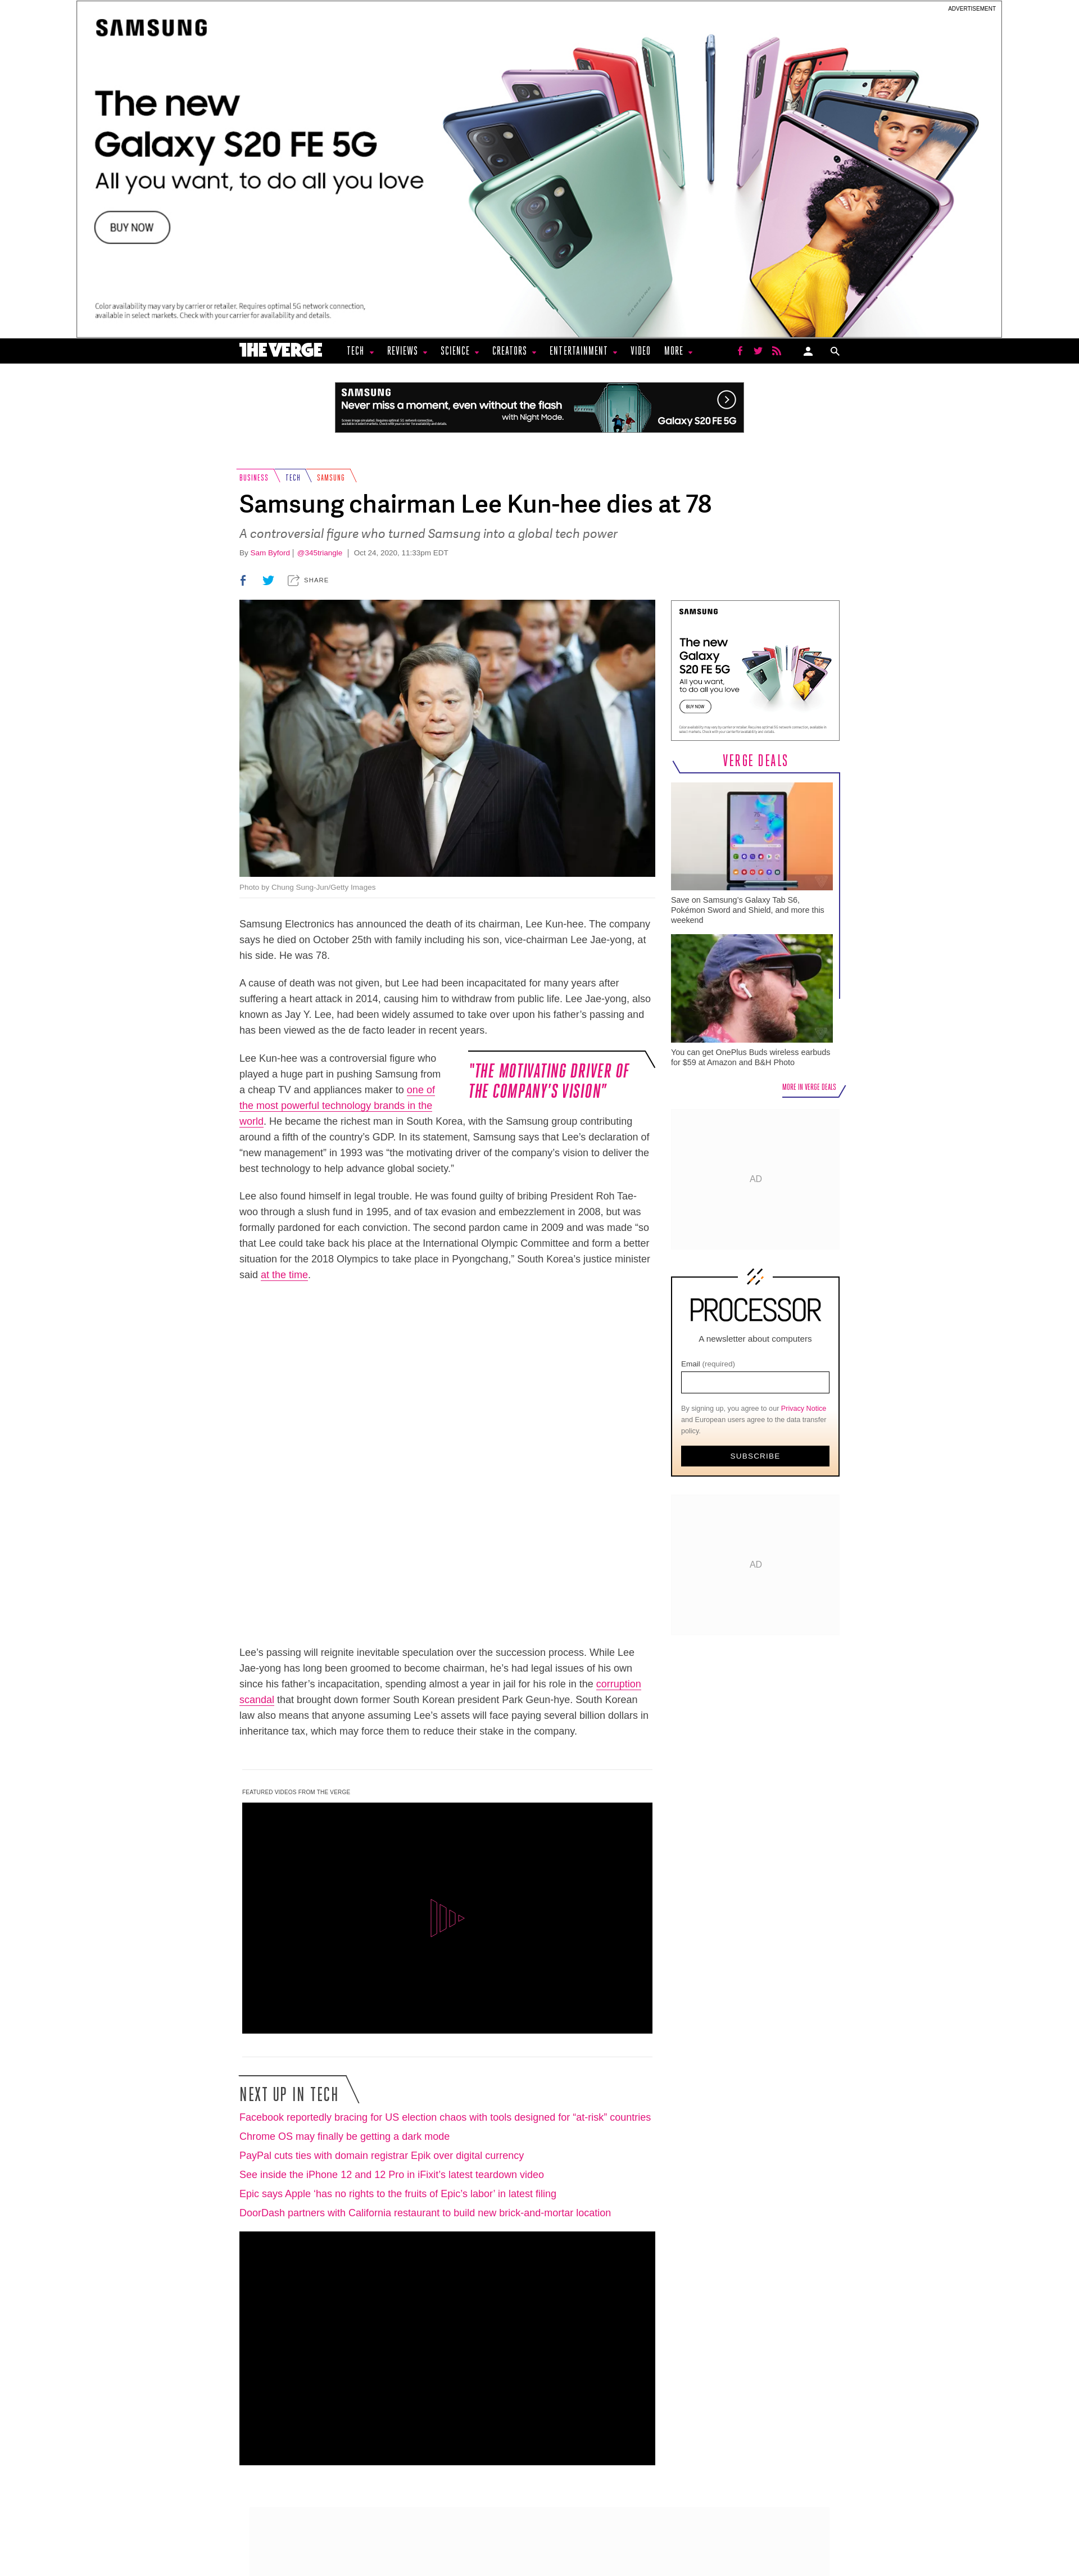 ADVERTISEMENT
SAMSUNG
The new
Galaxy S20 FE 5G
All you want, to do all you love
BUY NOW
Color availability may vary by carrier or retailer. Requires optimal 5G network connection,
available in select markets. Check with your carrier for availability and details.
THE VERGE
TECH REVIEWS SCIENCE CREATORS ENTERTAINMENT VIDEO MORE
SAMSUNG
Never miss a moment, even without the flash
with Night Mode.
Galaxy S20 FE 5G
BUSINESS TECH SAMSUNG
Samsung chairman Lee Kun-hee dies at 78
A controversial figure who turned Samsung into a global tech power
By Sam Byford | @345triangle | Oct 24, 2020, 11:33pm EDT
SHARE
Photo by Chung Sung-Jun/Getty Images
Samsung Electronics has announced the death of its chairman, Lee Kun-hee. The company
says he died on October 25th with family including his son, vice-chairman Lee Jae-yong, at
his side. He was 78.
A cause of death was not given, but Lee had been incapacitated for many years after
suffering a heart attack in 2014, causing him to withdraw from public life. Lee Jae-yong, also
known as Jay Y. Lee, had been widely assumed to take over upon his father’s passing and
has been viewed as the de facto leader in recent years.
Lee Kun-hee was a controversial figure who
played a huge part in pushing Samsung from
a cheap TV and appliances maker to one of
the most powerful technology brands in the
world. He became the richest man in South Korea, with the Samsung group contributing
around a fifth of the country’s GDP. In its statement, Samsung says that Lee’s declaration of
“new management” in 1993 was “the motivating driver of the company’s vision to deliver the
best technology to help advance global society.”
"THE MOTIVATING DRIVER OF
THE COMPANY’S VISION"
Lee also found himself in legal trouble. He was found guilty of bribing President Roh Tae-
woo through a slush fund in 1995, and of tax evasion and embezzlement in 2008, but was
formally pardoned for each conviction. The second pardon came in 2009 and was made “so
that Lee could take back his place at the International Olympic Committee and form a better
situation for the 2018 Olympics to take place in Pyongchang,” South Korea’s justice minister
said at the time.
Lee’s passing will reignite inevitable speculation over the succession process. While Lee
Jae-yong has long been groomed to become chairman, he’s had legal issues of his own
since his father’s incapacitation, spending almost a year in jail for his role in the corruption
scandal that brought down former South Korean president Park Geun-hye. South Korean
law also means that anyone assuming Lee’s assets will face paying several billion dollars in
inheritance tax, which may force them to reduce their stake in the company.
FEATURED VIDEOS FROM THE VERGE
NEXT UP IN TECH
Facebook reportedly bracing for US election chaos with tools designed for “at-risk” countries
Chrome OS may finally be getting a dark mode
PayPal cuts ties with domain registrar Epik over digital currency
See inside the iPhone 12 and 12 Pro in iFixit’s latest teardown video
Epic says Apple ‘has no rights to the fruits of Epic’s labor’ in latest filing
DoorDash partners with California restaurant to build new brick-and-mortar location
SAMSUNG
The new
Galaxy
S20 FE 5G
All you want,
to do all you love
BUY NOW
Color availability may vary by carrier or retailer. Requires optimal 5G network connection, available in
select markets. Check with your carrier for availability and details.
VERGE DEALS
Save on Samsung’s Galaxy Tab S6,
Pokémon Sword and Shield, and more this
weekend
You can get OnePlus Buds wireless earbuds
for $59 at Amazon and B&H Photo
MORE IN VERGE DEALS
AD
PROCESSOR
A newsletter about computers
Email (required)
By signing up, you agree to our Privacy Notice
and European users agree to the data transfer
policy.
SUBSCRIBE
AD